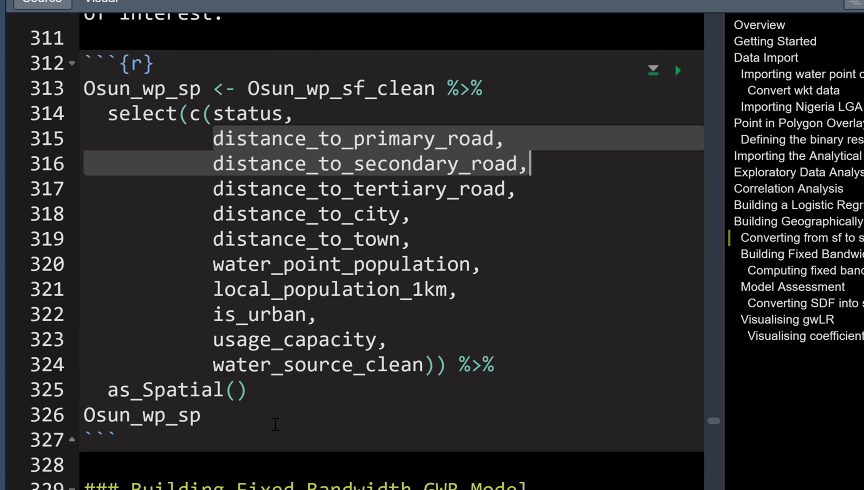 Source
Visual
of interest.
311
312 ```{r}
313 Osun_wp_sp <- Osun_wp_sf_clean %>%
314 select(c(status,
315 distance_to_primary_road,
316 distance_to_secondary_road,
317 distance_to_tertiary_road,
318 distance_to_city,
319 distance_to_town,
320 water_point_population,
321 local_population_1km,
322 is_urban,
323 usage_capacity,
324 water_source_clean)) %>%
325 as_Spatial()
326 Osun_wp_sp
327 ```
328
329 ### Building Fixed Bandwidth GWR Model
Overview
Getting Started
Data Import
Importing water point
Convert wkt data
Importing Nigeria LGA
Point in Polygon Overlay
Defining the binary res
Importing the Analytical
Exploratory Data Analys
Correlation Analysis
Building a Logistic Regr
Building Geographically
Converting from sf to s
Building Fixed Bandwi
Computing fixed band
Model Assessment
Converting SDF into s
Visualising gwLR
Visualising coefficient